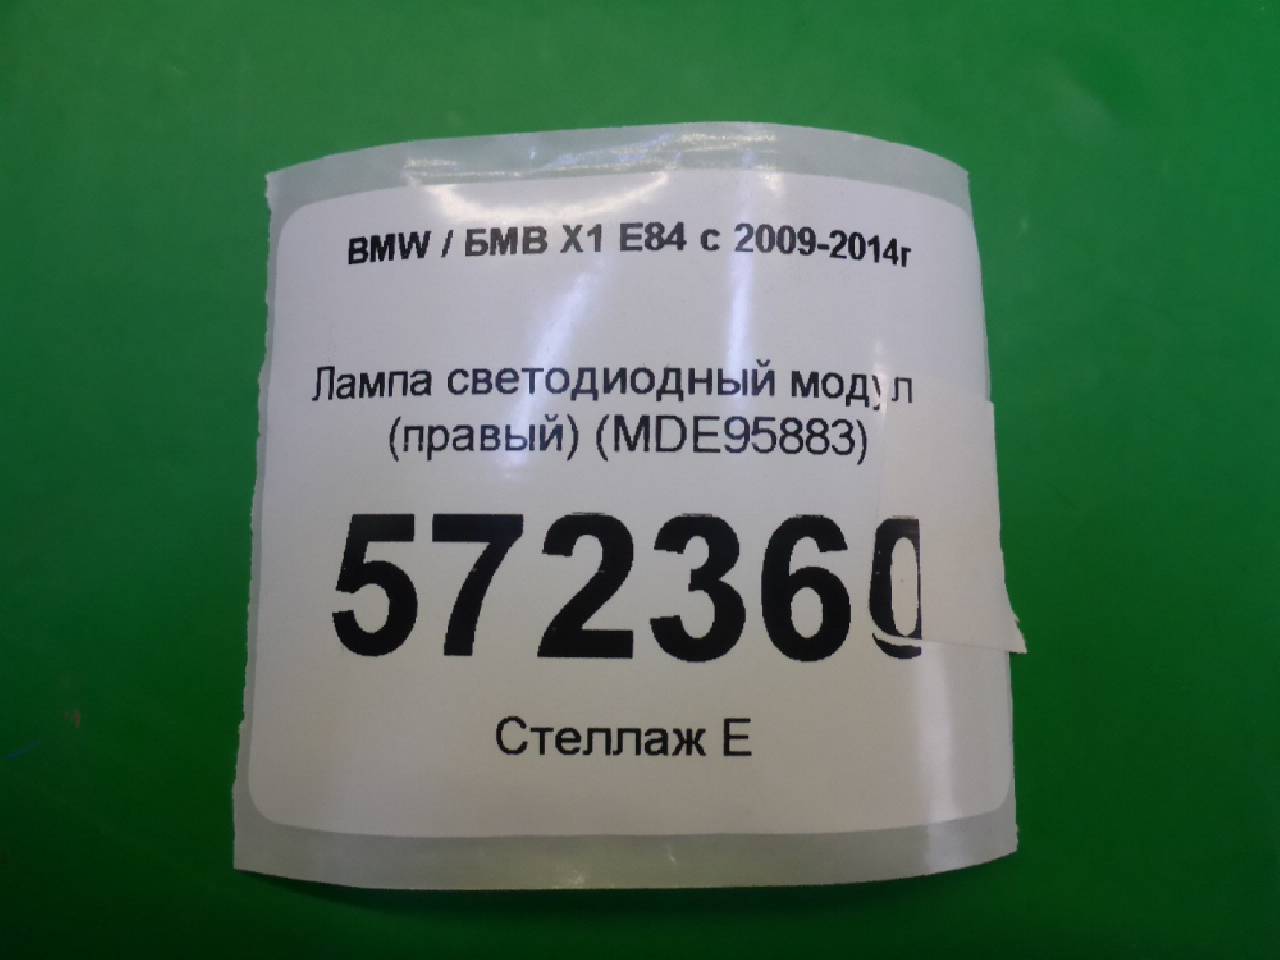 BMW / БМВ X1 E84 с 2009-2014г
Лампа светодиодный модул
(правый) (MDE95883)
572360
Стеллаж Е